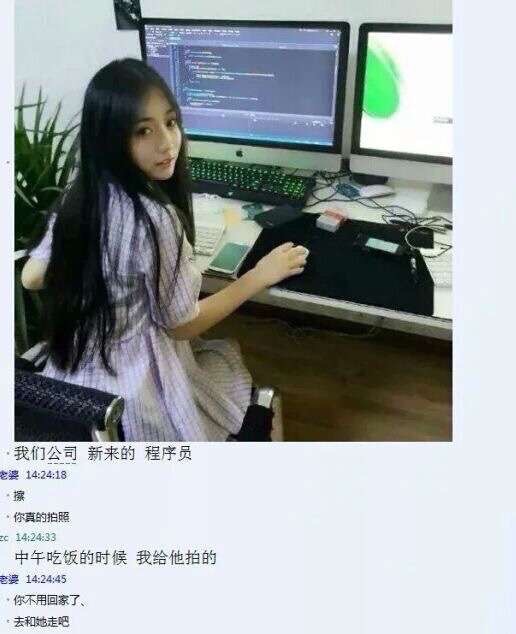 我们公司 新来的 程序员
老婆 14:24:18
擦
你真的拍照
zc 14:24:33
中午吃饭的时候 我给他拍的
老婆 14:24:45
你不用回家了、
去和她走吧